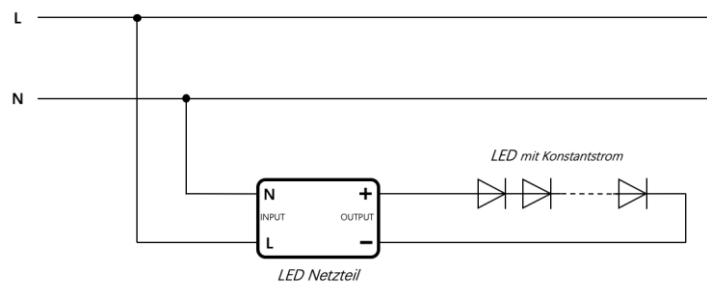 L
N
LED mit Konstantstrom
N +
INPUT OUTPUT
L −
LED Netzteil